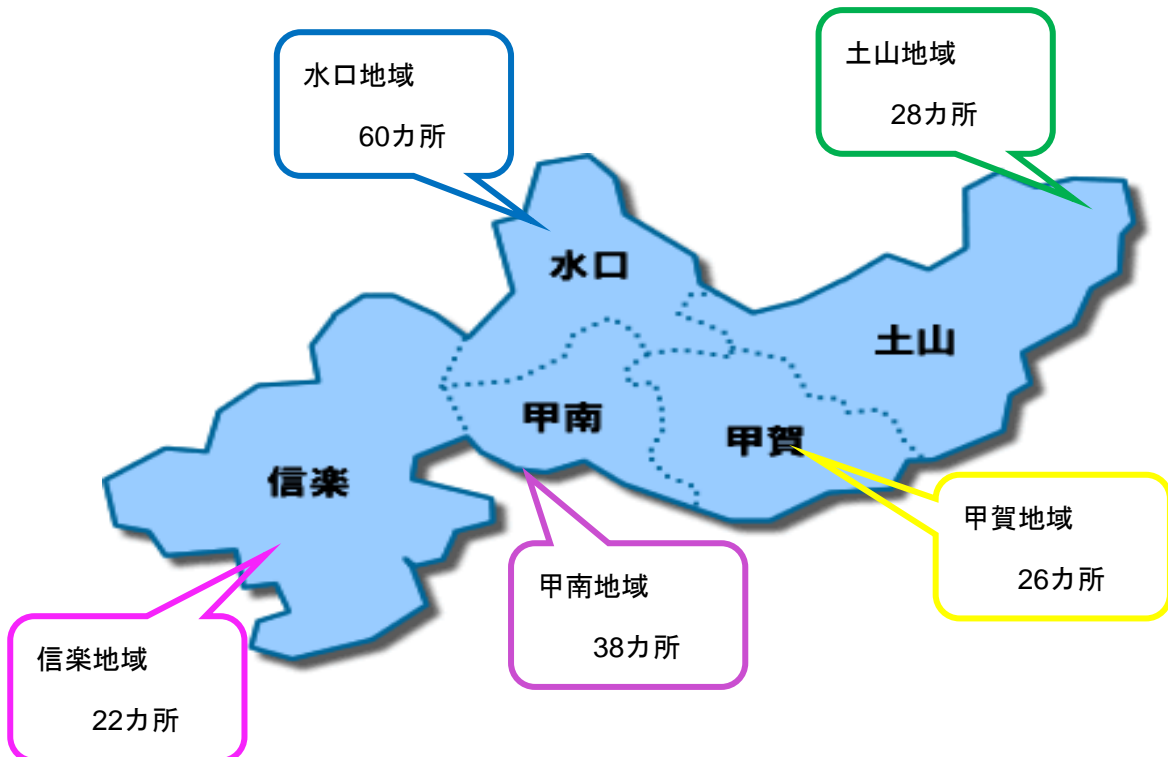 土山地域
28カ所
水口地域
60カ所
水口
土山
甲南
甲賀
信楽
甲賀地域
26カ所
甲南地域
38カ所
信楽地域
22カ所